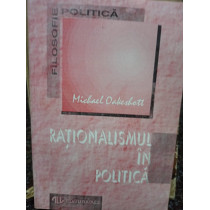 FILOSOFIE POLITICĂ
Michael Oakeshott
RAȚIONALISMUL
ÎN
POLITICĂ